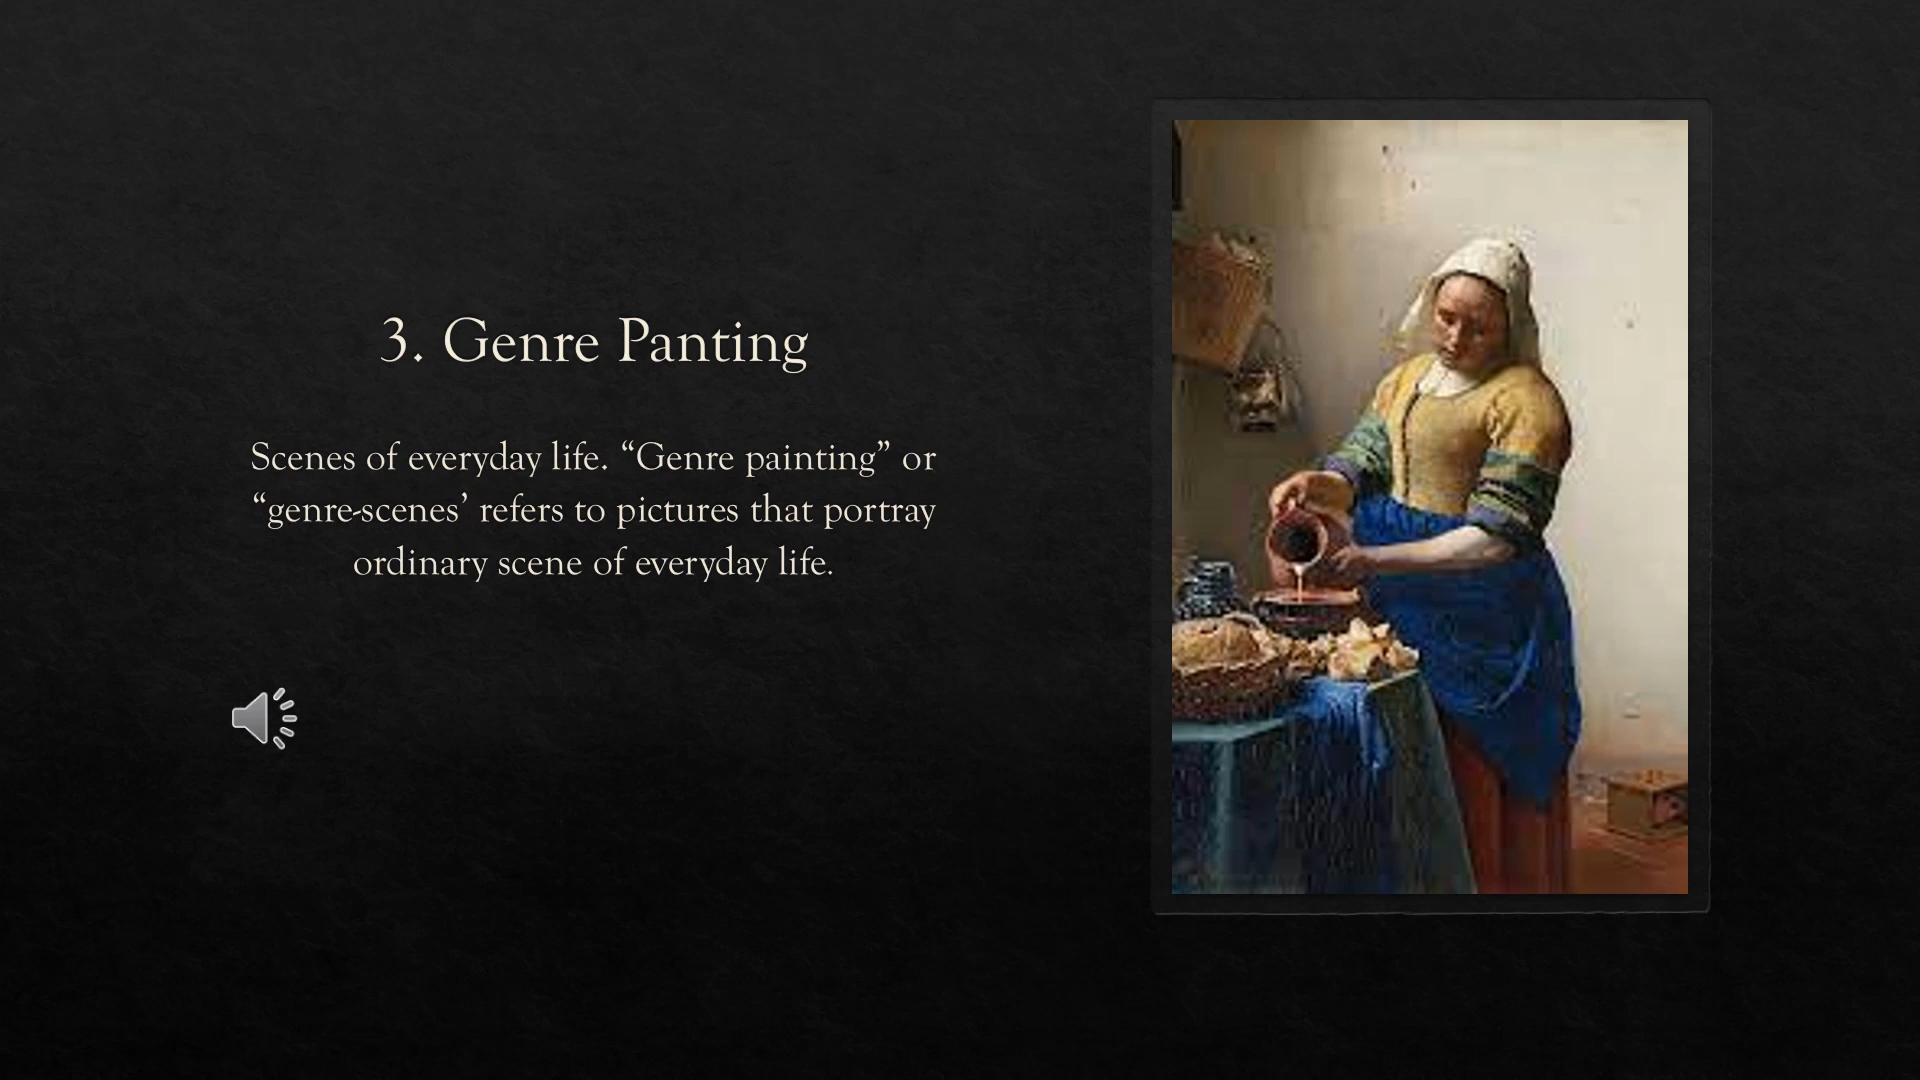 3. Genre Panting
Scenes of everyday life. “Genre painting” or
“genre-scenes’ refers to pictures that portray
ordinary scene of everyday life.